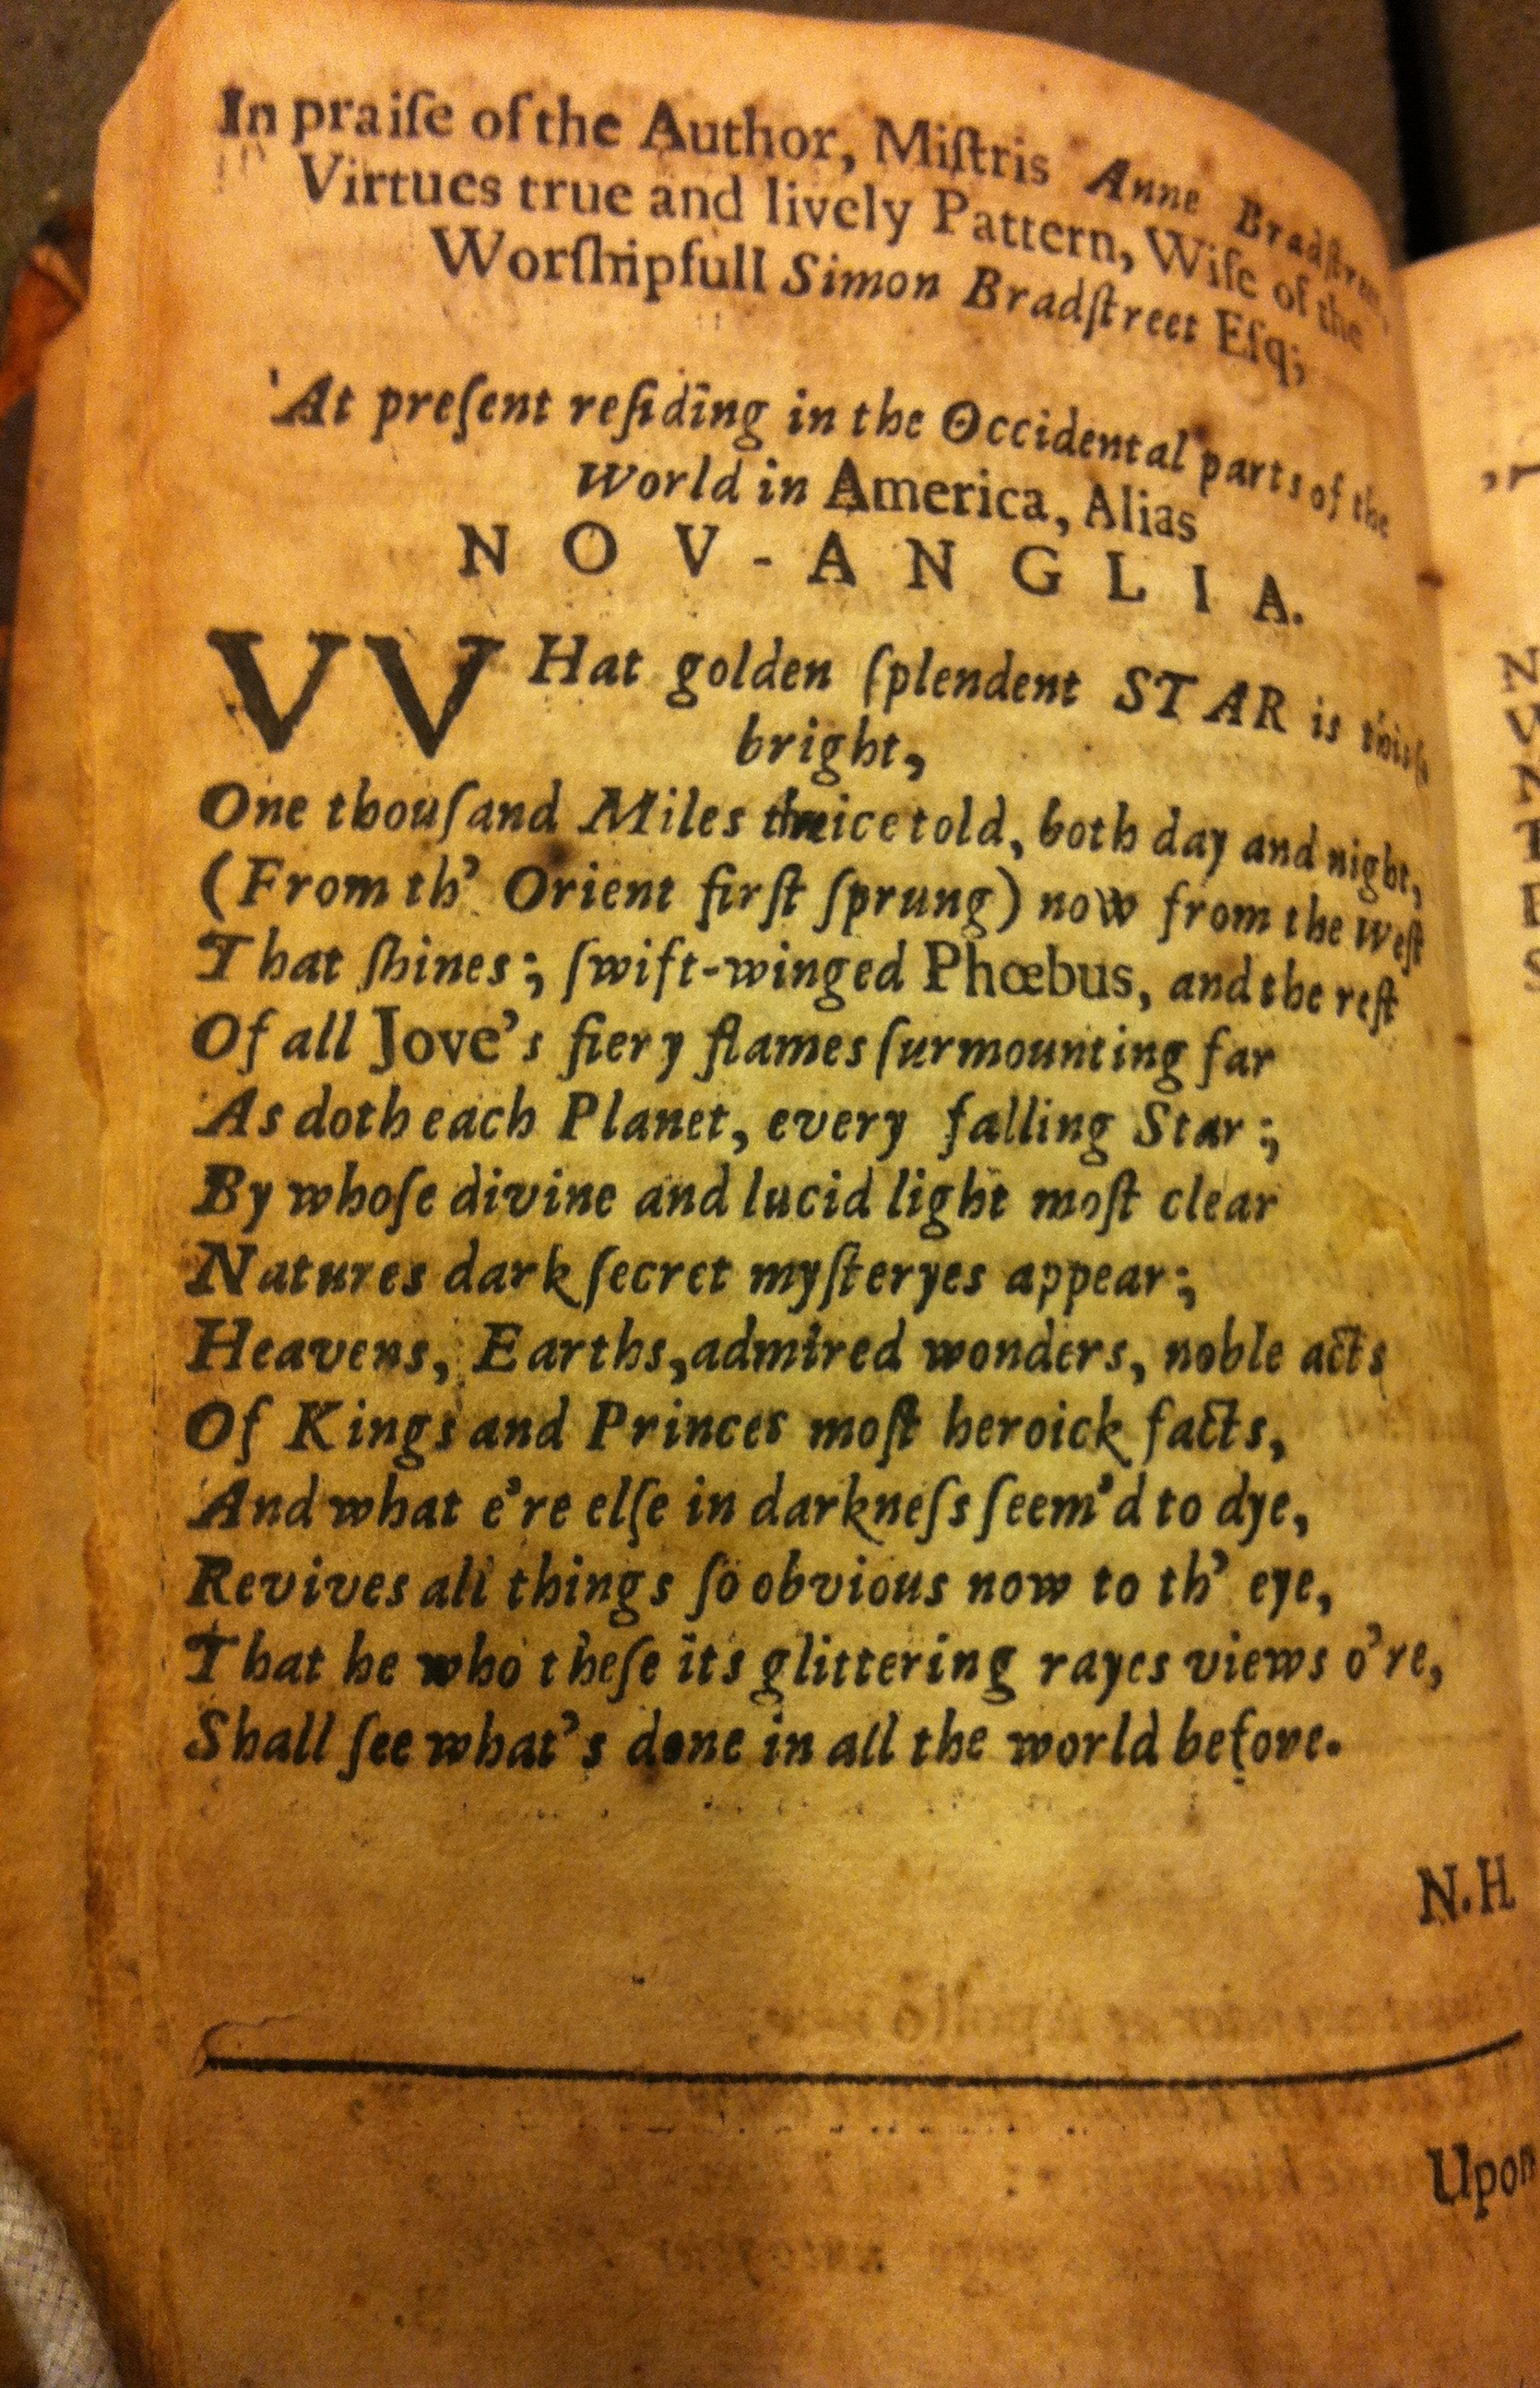 In praiſe of the Author, Miſtris Anne Bradſtreet,
Virtues true and lively Pattern, Wife of the
Worſhipfull Simon Bradſtreet Eſq;
At preſent reſiding in the Occidental parts of the
World in America, Alias
NOV-ANGLIA.
VVHat golden ſplendent STAR is this ſo
bright,
One thouſand Miles thrice told, both day and night,
(From th' Orient firſt ſprung) now from the weſt
That ſhines; ſwift-winged Phœbus, and the reſt
Of all Jove's fiery flames ſurmounting far
As doth each Planet, every falling Star;
By whoſe divine and lucid light moſt clear
Natures dark ſecret myſteryes appear;
Heavens, Earths, admired wonders, noble acts
Of Kings and Princes moſt heroick facts,
And what e're elſe in darkneſs ſeem'd to dye,
Revives all things ſo obvious now to th' eye,
That he who theſe its glittering rayes views o're,
Shall ſee what's done in all the world before.
N.H
Upon